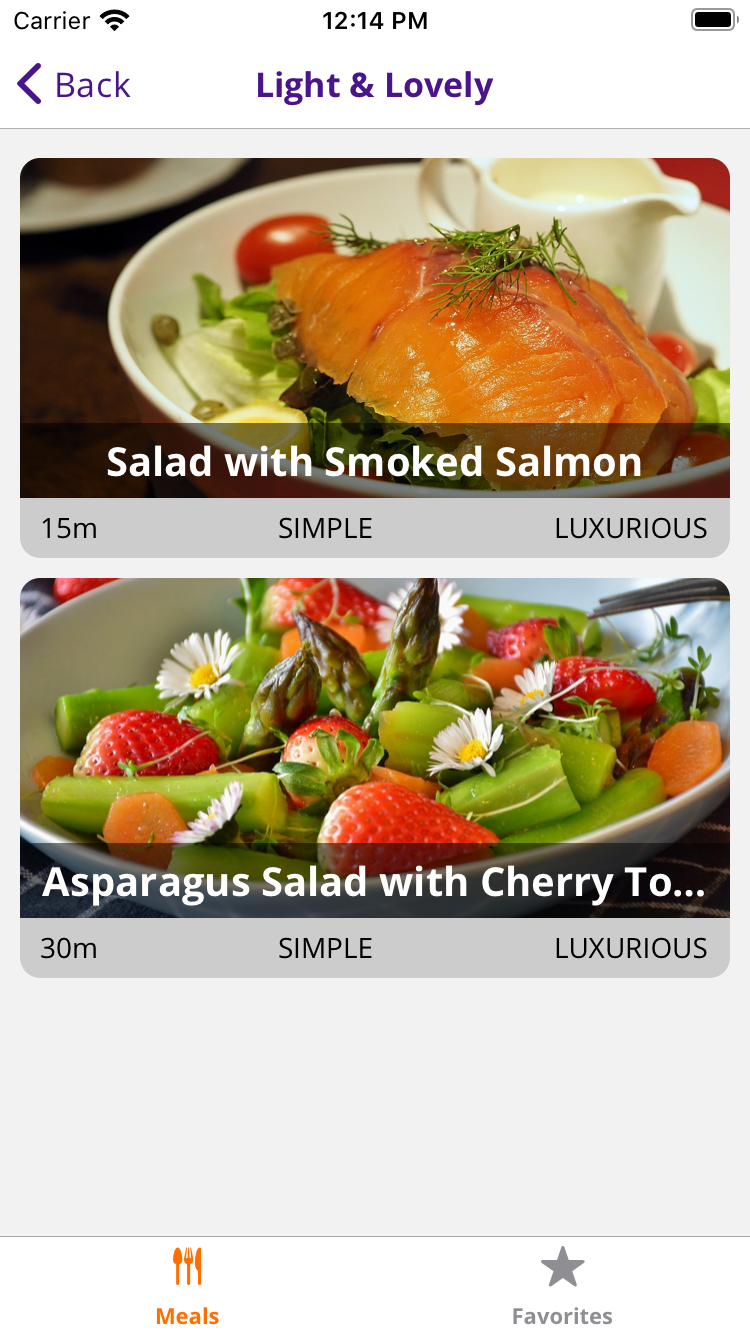 Carrier 12:14 PM
Back Light & Lovely
Salad with Smoked Salmon
15m SIMPLE LUXURIOUS
Asparagus Salad with Cherry To...
30m SIMPLE LUXURIOUS
Meals Favorites